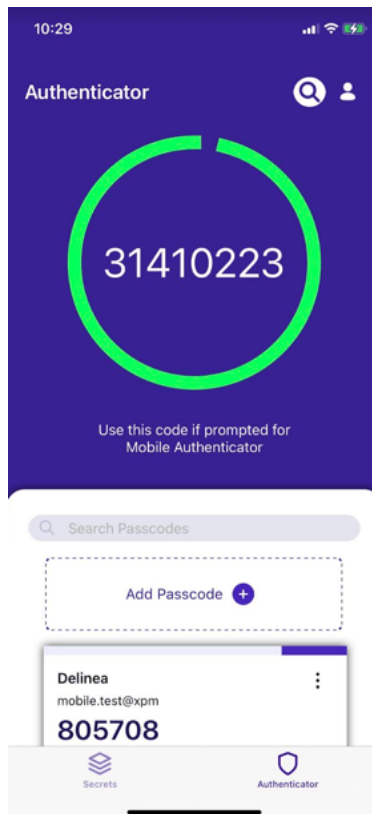 10:29
Authenticator
31410223
Use this code if prompted for
Mobile Authenticator
Search Passcodes
Add Passcode
Delinea
mobile.test@xpm
805708
Secrets
Authenticator